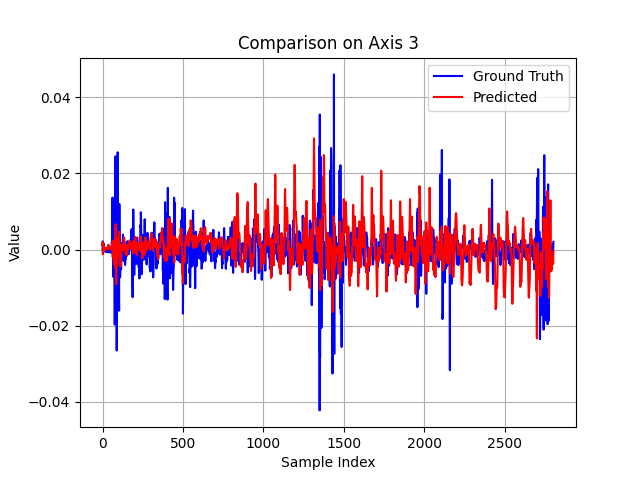 Comparison on Axis 3
Ground Truth
Predicted
Value
0.04
0.02
0.00
−0.02
−0.04
0
500
1000
1500
2000
2500
Sample Index